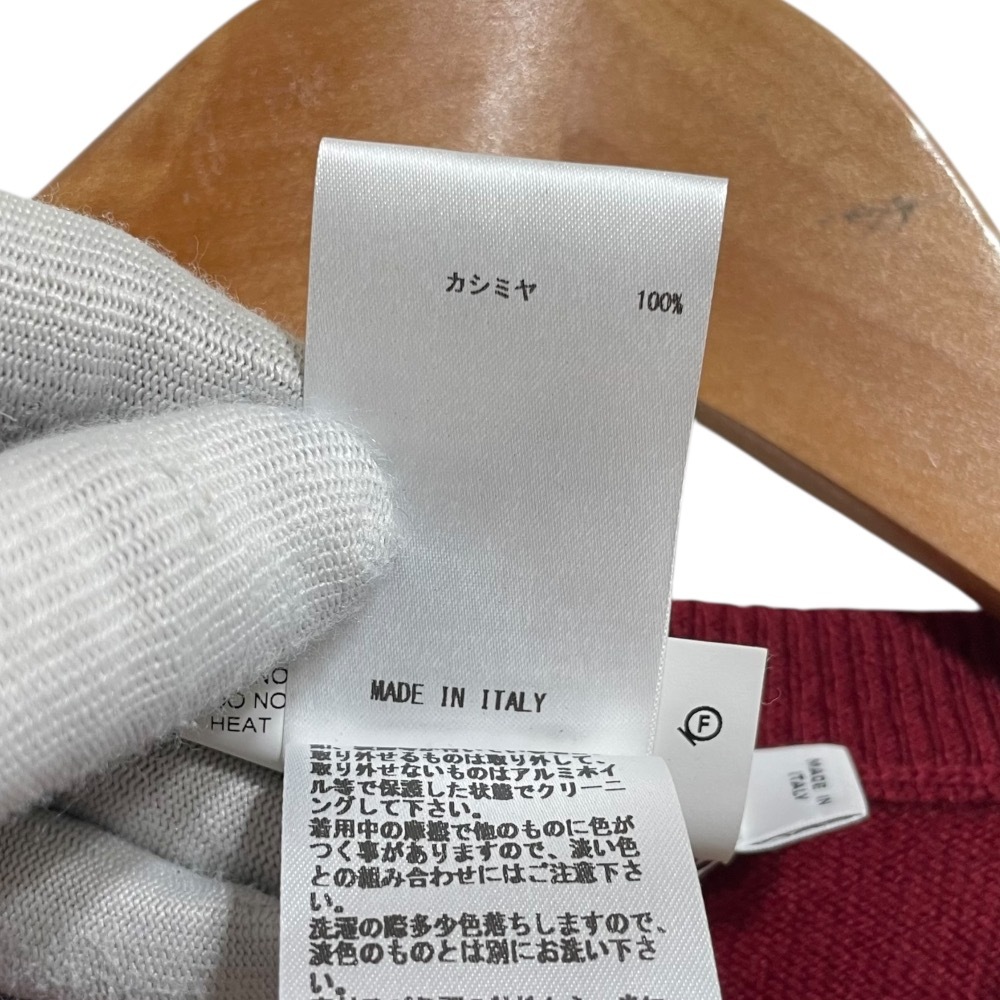 カシミヤ 100%
MADE IN ITALY
NO
DO NO
HEAT
F
MADE IN
ITALY
取り外せるものは取り外して、
取り外せないものはアルミホイ
ル等で保護した状態でクリーニ
ングして下さい。
着用中の摩擦で他のものに色が
つく事がありますので、淡い色
との組み合わせにはご注意下さ
い。
洗濯の際多少色落ちしますので、
淡色のものとは別にお洗い下さ
い。